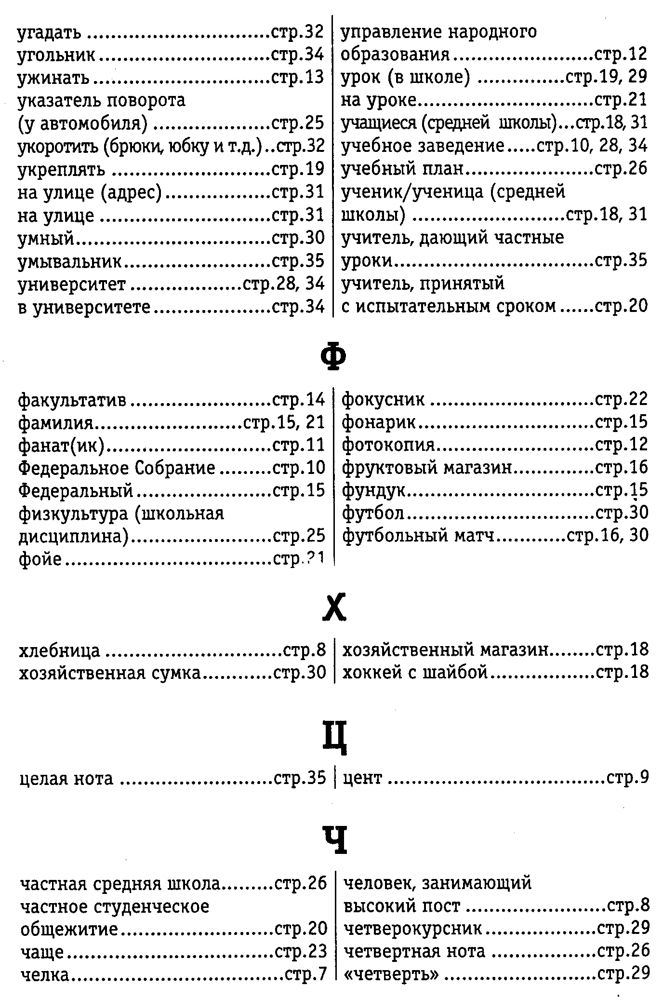 угадать ..............................стр.32
угольник............................стр.34
ужинать.............................стр.13
указатель поворота
(у автомобиля) ...................стр.25
укоротить (брюки, юбку и т.д.)..стр.32
укреплять ..........................стр.19
на улице (адрес).................стр.31
на улице ............................стр.31
умный................................стр.30
умывальник........................стр.35
университет ..................стр.28, 34
в университете...................стр.34
управление народного
образования.......................стр.12
урок (в школе) ..............стр.19, 29
на уроке.............................стр.21
учащиеся (средней школы)...стр.18, 31
учебное заведение.....стр.10, 28, 34
учебный план.....................стр.26
ученик/ученица (средней
школы) .........................стр.18, 31
учитель, дающий частные
уроки.................................стр.35
учитель, принятый
с испытательным сроком......стр.20
Ф
факультатив.......................стр.14
фамилия........................стр.15, 21
фанат(ик)...........................стр.11
Федеральное Собрание.........стр.10
Федеральный......................стр.15
физкультура (школьная
дисциплина).......................стр.25
фойе..................................стр.
фокусник ...........................стр.22
фонарик.............................стр.15
фотокопия..........................стр.12
фруктовый магазин.............стр.16
фундук...............................стр.15
футбол...............................стр.30
футбольный матч...........стр.16, 30
Х
хлебница .............................стр.8
хозяйственная сумка...........стр.30
хозяйственный магазин.......стр.18
хоккей с шайбой.................стр.18
Ц
целая нота .........................стр.35
цент ....................................стр.9
Ч
частная средняя школа........стр.26
частное студенческое
общежитие.........................стр.20
чаще..................................стр.23
челка...................................стр.7
человек, занимающий
высокий пост .......................стр.8
четверокурсник..................стр.29
четвертная нота .................стр.26
«четверть» .........................стр.29